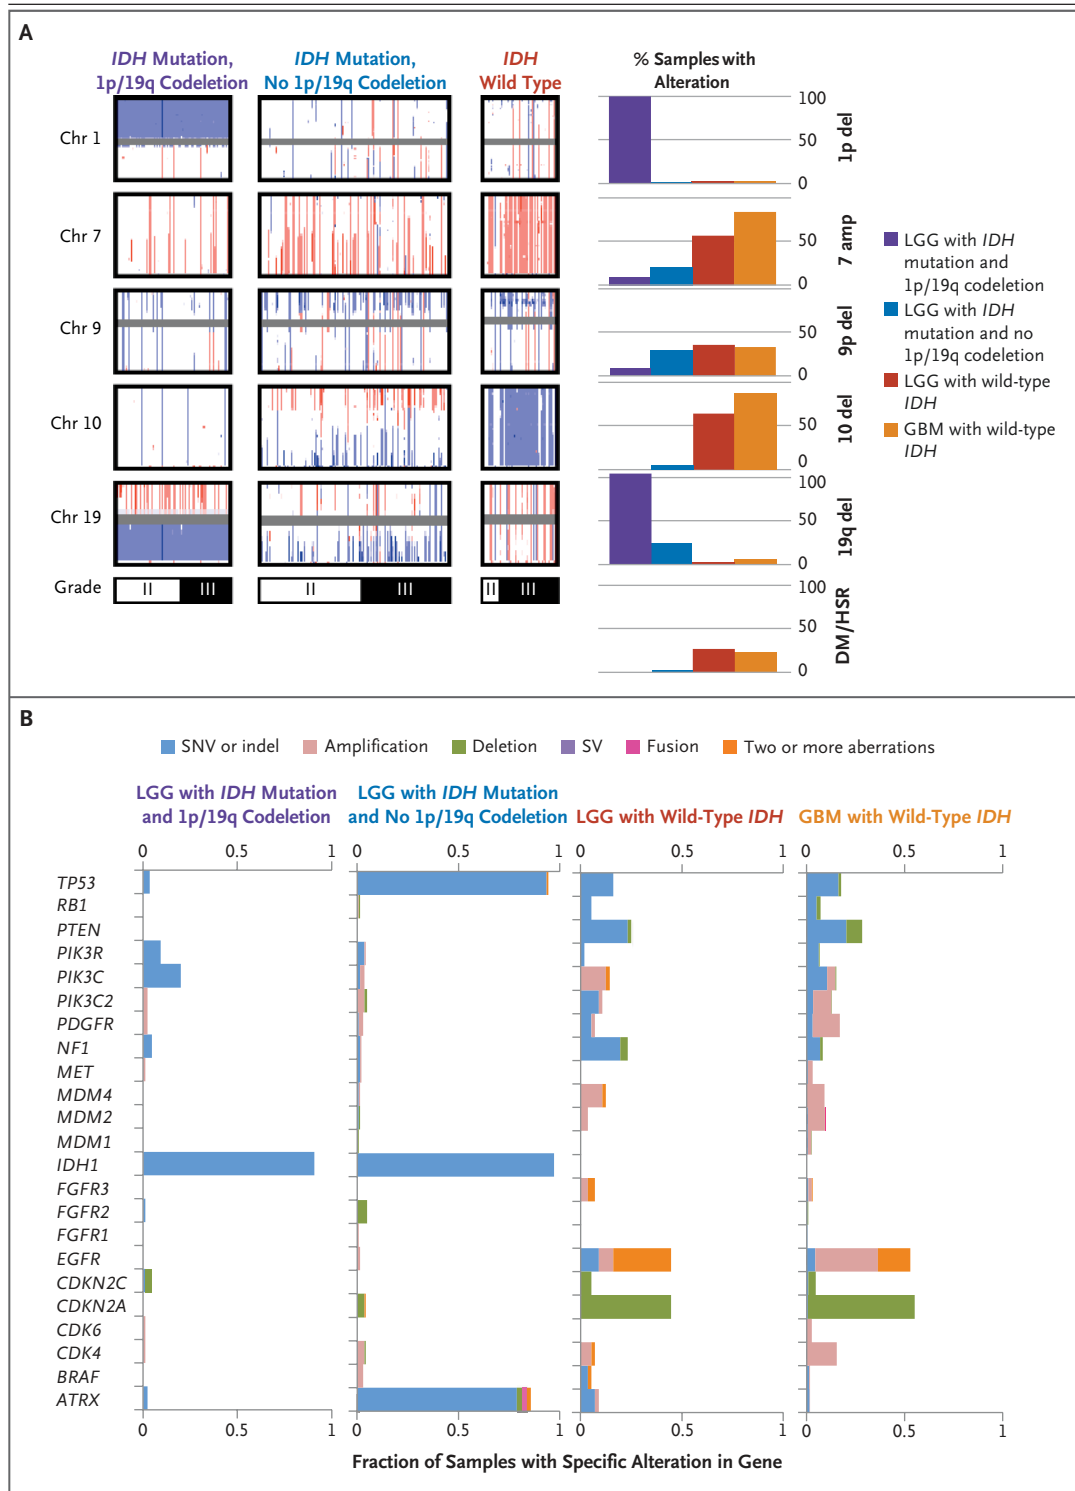 A
IDH Mutation,
1p/19q Codeletion
IDH Mutation,
No 1p/19q Codeletion
IDH
Wild Type
% Samples with
Alteration
Chr 1
Chr 7
Chr 9
Chr 10
Chr 19
Grade
II III
II III
II III
100
50
0
1p del
50
0
7 amp
50
0
9p del
50
0
10 del
100
50
0
19q del
100
50
0
DM/HSR
LGG with IDH
mutation and
1p/19q codeletion
LGG with IDH
mutation and no
1p/19q codeletion
LGG with wild-type
IDH
GBM with wild-type
IDH
B
SNV or indel
Amplification
Deletion
SV
Fusion
Two or more aberrations
LGG with IDH Mutation
and 1p/19q Codeletion
LGG with IDH Mutation
and No 1p/19q Codeletion
LGG with Wild-Type IDH
GBM with Wild-Type IDH
0 0.5 1
0 0.5 1
0 0.5 1
0 0.5 1
TP53
RB1
PTEN
PIK3R
PIK3C
PIK3C2
PDGFR
NF1
MET
MDM4
MDM2
MDM1
IDH1
FGFR3
FGFR2
FGFR1
EGFR
CDKN2C
CDKN2A
CDK6
CDK4
BRAF
ATRX
0 0.5 1
0 0.5 1
0 0.5 1
0 0.5 1
Fraction of Samples with Specific Alteration in Gene